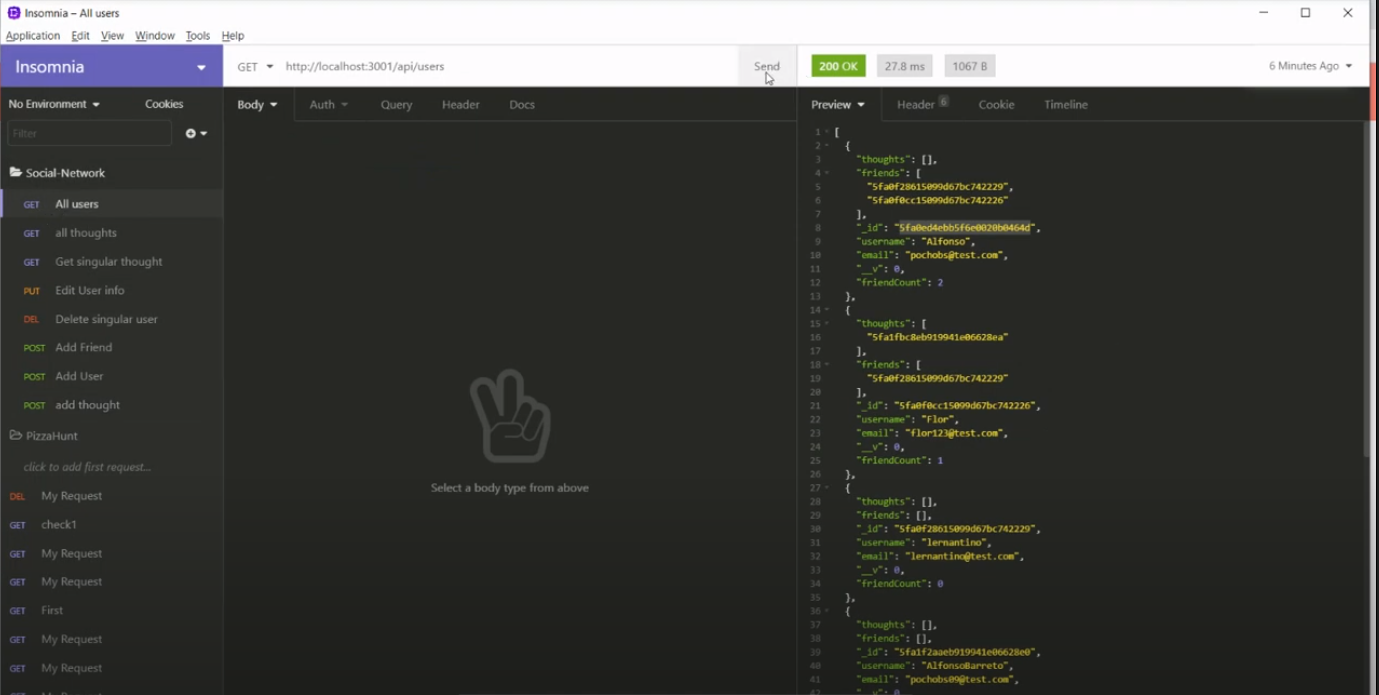 Insomnia – All users
Application Edit View Window Tools Help
Insomnia
GET http://localhost:3001/api/users Send
200 OK 27.8 ms 1067 B 6 Minutes Ago
No Environment Cookies
Body Auth Query Header Docs
Preview Header 6 Cookie Timeline
Filter
Social-Network
GET All users
GET all thoughts
GET Get singular thought
PUT Edit User info
DEL Delete singular user
POST Add Friend
POST Add User
POST add thought
PizzaHunt
click to add first request...
DEL My Request
GET check1
GET My Request
GET My Request
GET First
GET My Request
GET My Request
Select a body type from above
1 [
2 {
3 "thoughts": [],
4 "friends": [
5 "5fa0f28615099d67bc742229",
6 "5fa0f0cc15099d67bc742226"
7 ],
8 "_id": "5fa0ed4ebb5f6e0020b0464d",
9 "username": "Alfonso",
10 "email": "pochobs@test.com",
11 "__v": 0,
12 "friendCount": 2
13 },
14 {
15 "thoughts": [
16 "5fa1fbc8eb919941e06628ea"
17 ],
18 "friends": [
19 "5fa0f28615099d67bc742229"
20 ],
21 "_id": "5fa0f0cc15099d67bc742226",
22 "username": "Flor",
23 "email": "flor123@test.com",
24 "__v": 0,
25 "friendCount": 1
26 },
27 {
28 "thoughts": [],
29 "friends": [],
30 "_id": "5fa0f28615099d67bc742229",
31 "username": "lernantino",
32 "email": "lernantino@test.com",
33 "__v": 0,
34 "friendCount": 0
35 },
36 {
37 "thoughts": [],
38 "friends": [],
39 "_id": "5fa1f2aaeb919941e06628e0",
40 "username": "AlfonsoBarreto",
41 "email": "pochobs09@test.com",